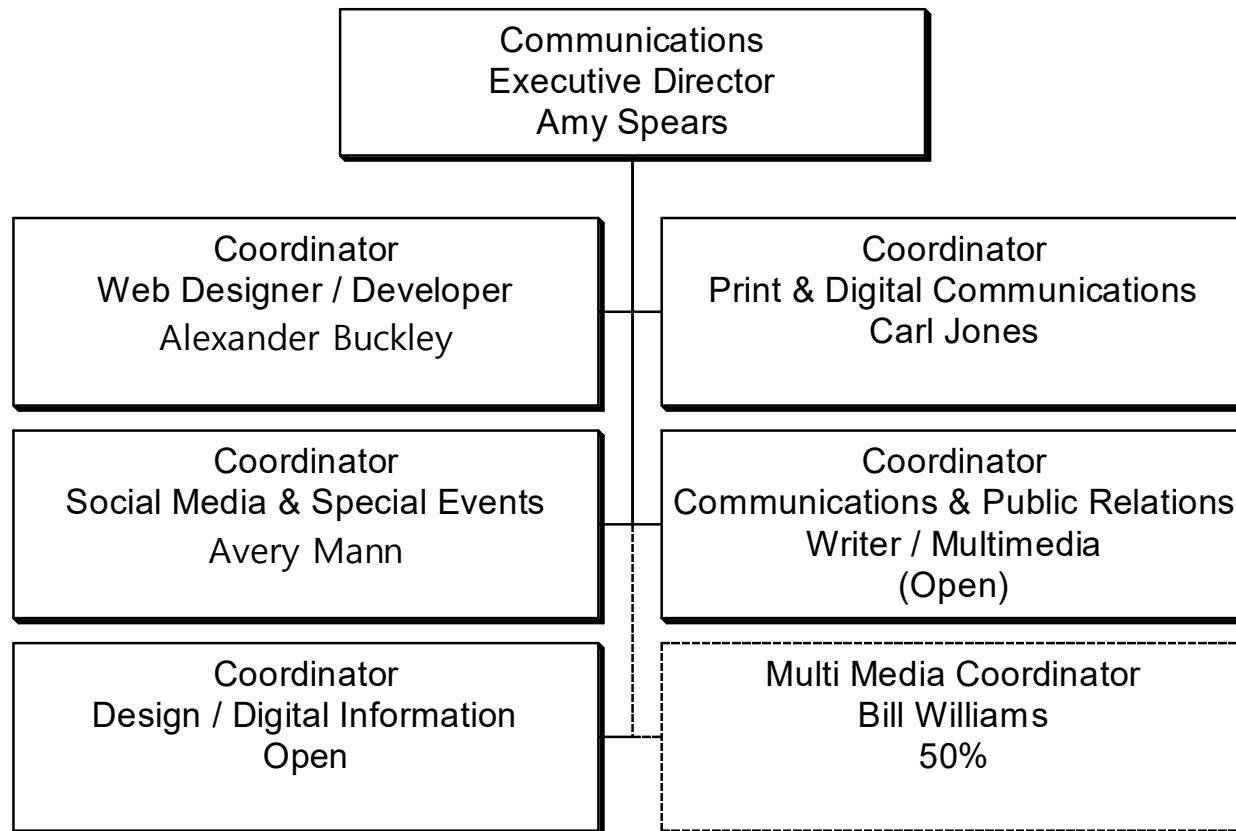 Communications
Executive Director
Amy Spears
Coordinator
Web Designer / Developer
Alexander Buckley
Coordinator
Print & Digital Communications
Carl Jones
Coordinator
Social Media & Special Events
Avery Mann
Coordinator
Communications & Public Relations
Writer / Multimedia
(Open)
Coordinator
Design / Digital Information
Open
Multi Media Coordinator
Bill Williams
50%